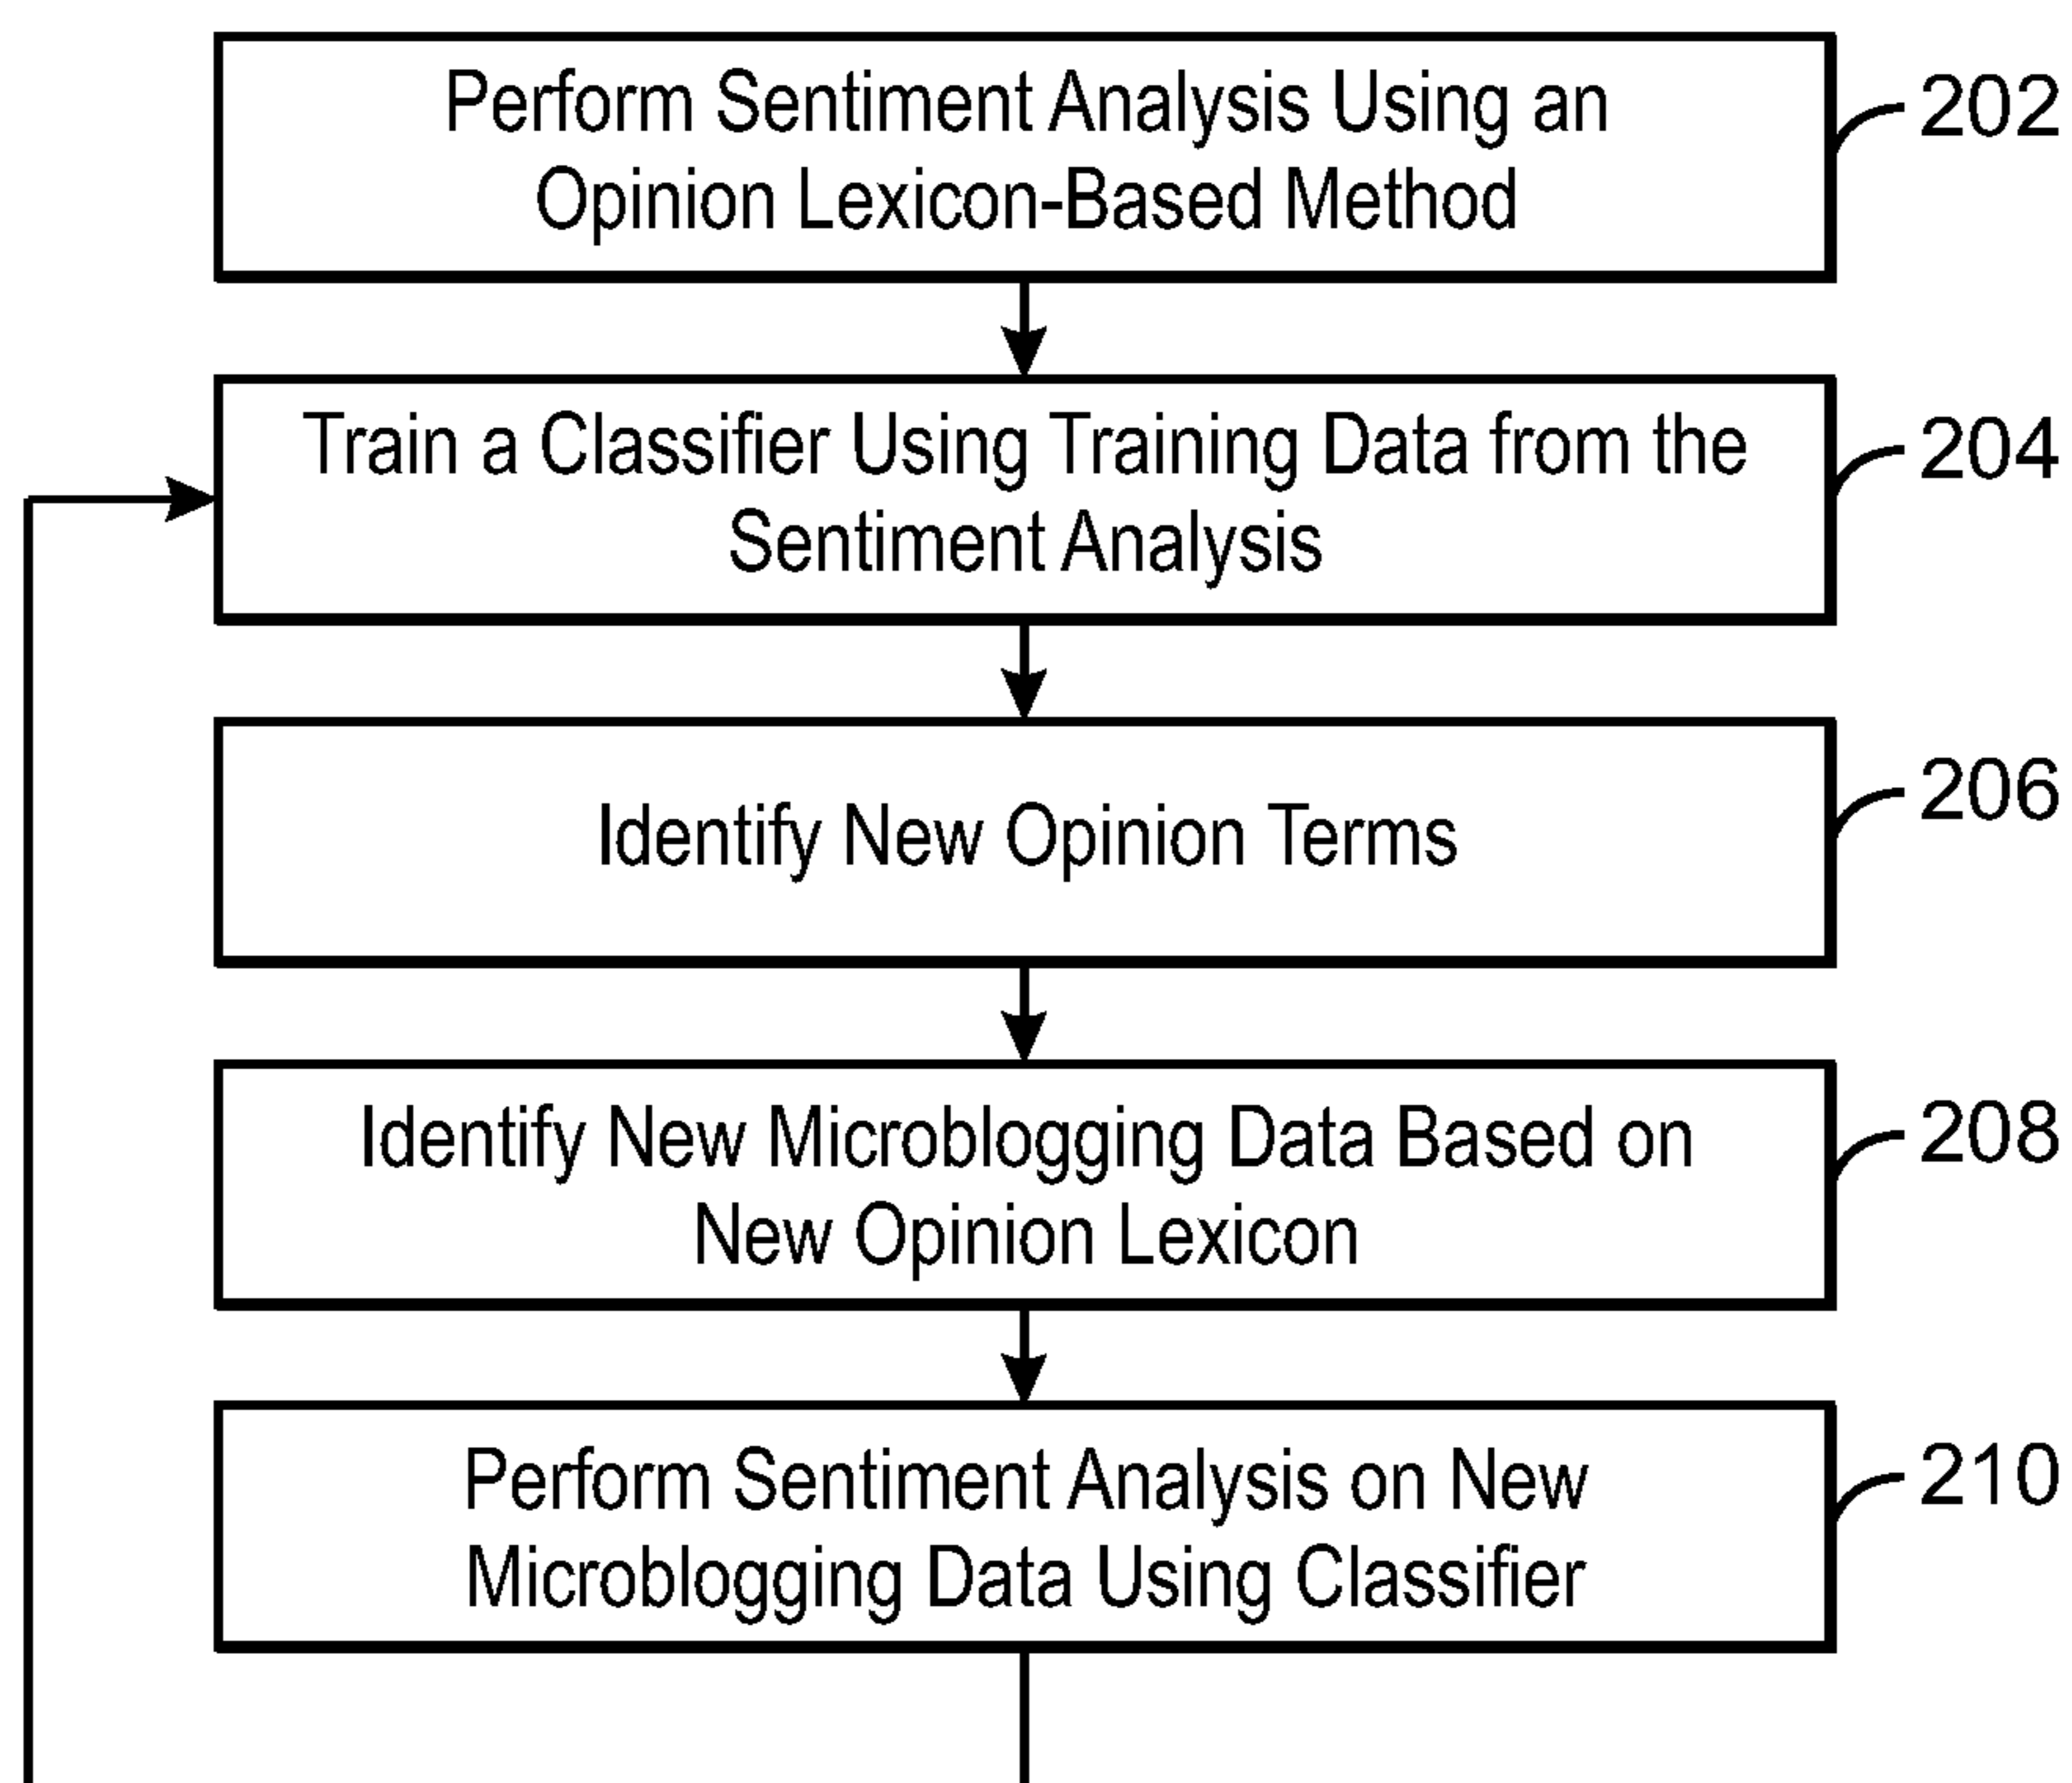 Perform Sentiment Analysis Using an
Opinion Lexicon-Based Method
202
Train a Classifier Using Training Data from the
Sentiment Analysis
204
Identify New Opinion Terms
206
Identify New Microblogging Data Based on
New Opinion Lexicon
208
Perform Sentiment Analysis on New
Microblogging Data Using Classifier
210